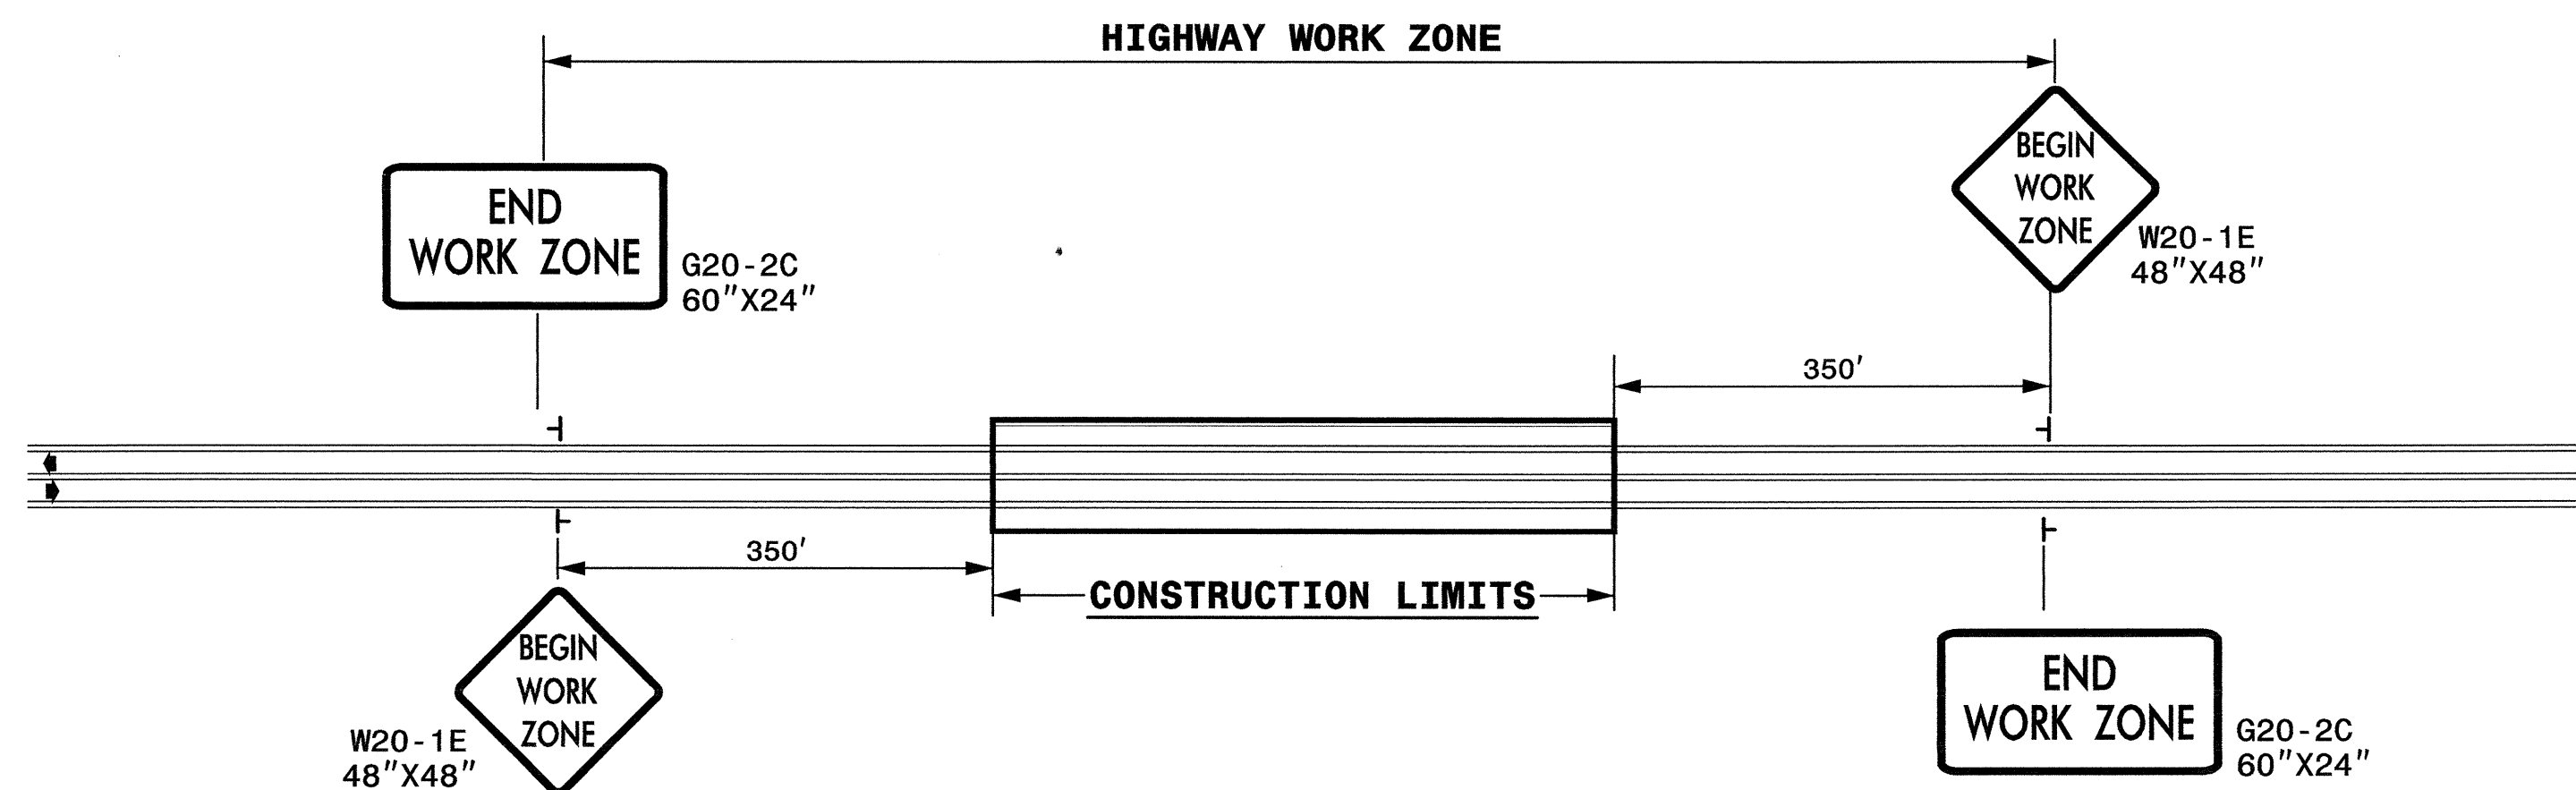 HIGHWAY WORK ZONE
END
WORK ZONE
G20-2C
60"X24"
BEGIN
WORK
ZONE
W20-1E
48"X48"
350'
350'
CONSTRUCTION LIMITS
BEGIN
WORK
ZONE
W20-1E
48"X48"
END
WORK ZONE
G20-2C
60"X24"